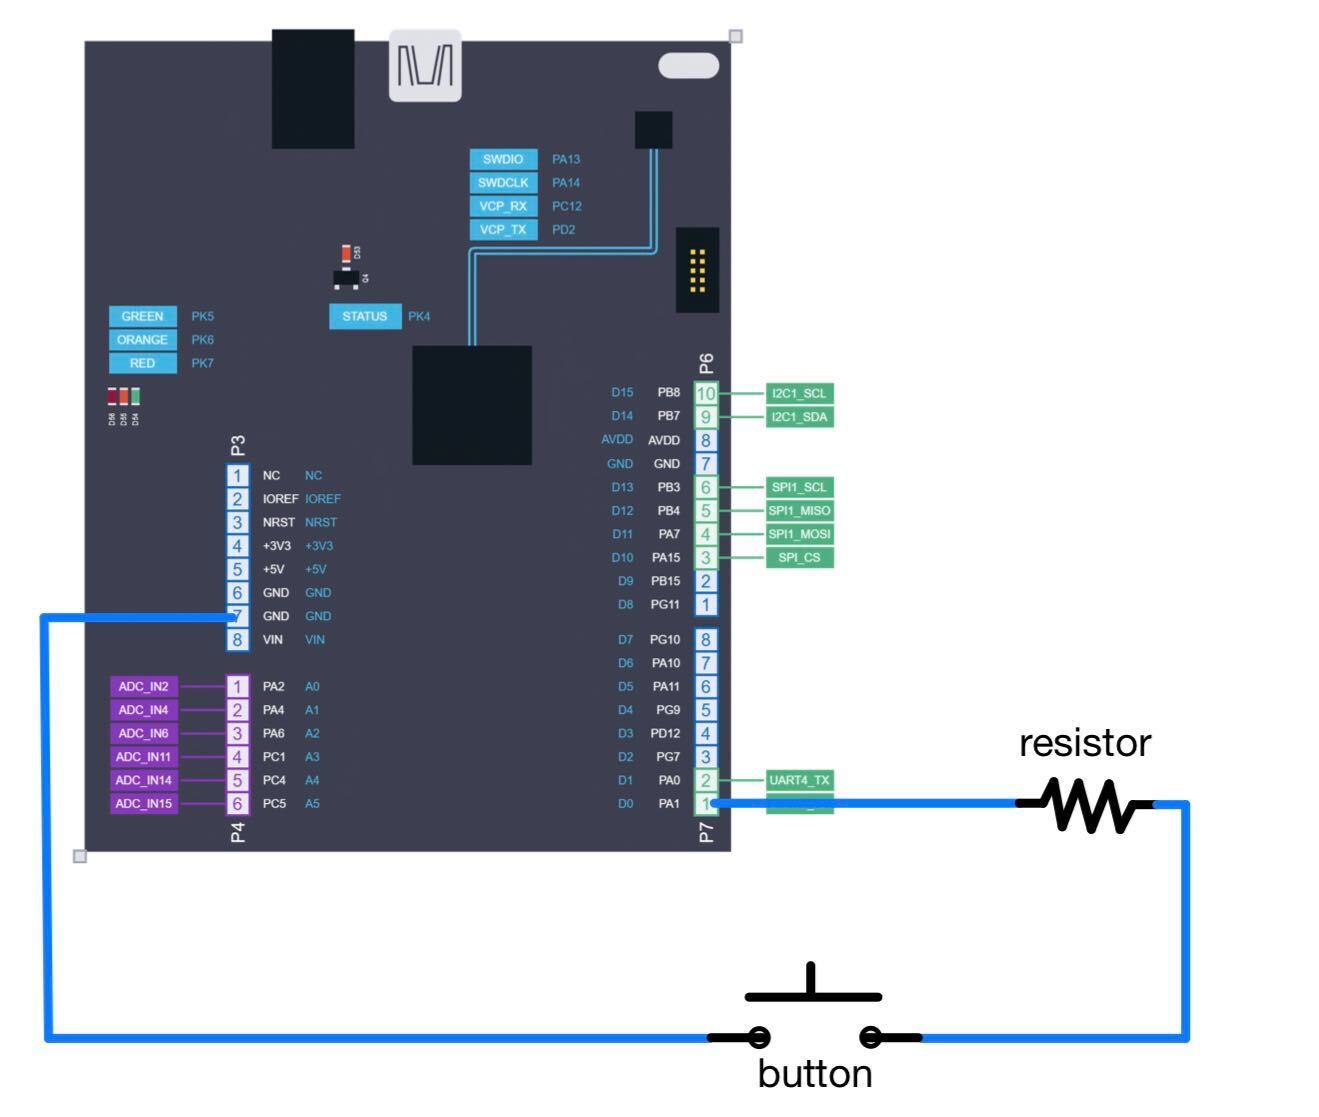 SWDIO PA13
SWDCLK PA14
VCP_RX PC12
VCP_TX PD2
D53
Q4
GREEN PK5
ORANGE PK6
RED PK7
STATUS PK4
D56
D55
D54
P3
1 NC NC
2 IOREF IOREF
3 NRST NRST
4 +3V3 +3V3
5 +5V +5V
6 GND GND
7 GND GND
8 VIN VIN
ADC_IN2 1 PA2 A0
ADC_IN4 2 PA4 A1
ADC_IN6 3 PA6 A2
ADC_IN11 4 PC1 A3
ADC_IN14 5 PC4 A4
ADC_IN15 6 PC5 A5
P4
P6
D15 PB8 10 I2C1_SCL
D14 PB7 9 I2C1_SDA
AVDD AVDD 8
GND GND 7
D13 PB3 6 SPI1_SCL
D12 PB4 5 SPI1_MISO
D11 PA7 4 SPI1_MOSI
D10 PA15 3 SPI_CS
D9 PB15 2
D8 PG11 1
D7 PG10 8
D6 PA10 7
D5 PA11 6
D4 PG9 5
D3 PD12 4
D2 PG7 3
D1 PA0 2 UART4_TX
D0 PA1 1
P7
resistor
button